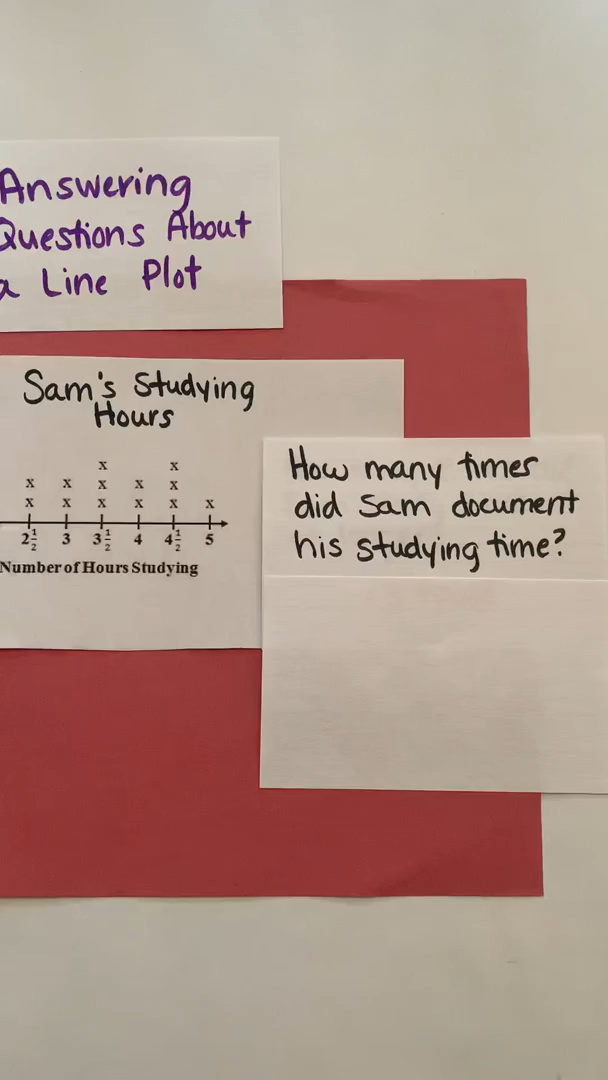 Answering
Questions About
a Line Plot
Sam's Studying
Hours
x x
x x x x x
x x x x x x
2½ 3 3½ 4 4½ 5
Number of Hours Studying
How many times
did Sam document
his studying time?